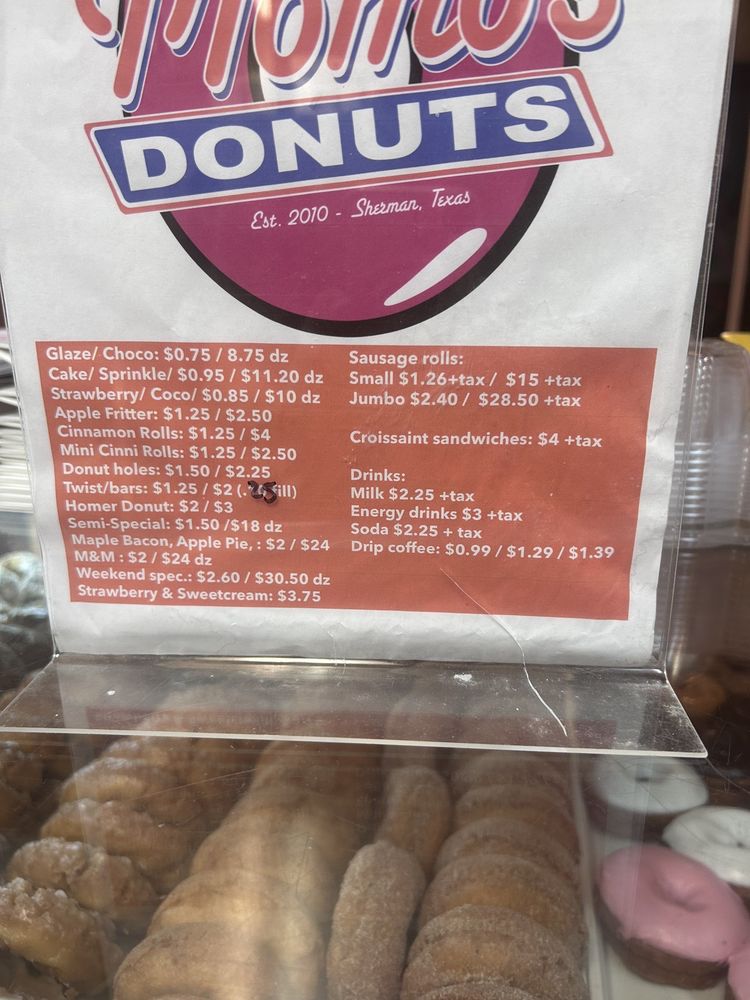 Momo's
DONUTS
Est. 2010 - Sherman, Texas
Glaze/ Choco: $0.75 / 8.75 dz
Cake/ Sprinkle/ $0.95 / $11.20 dz
Strawberry/ Coco/ $0.85 / $10 dz
Apple Fritter: $1.25 / $2.50
Cinnamon Rolls: $1.25 / $4
Mini Cinni Rolls: $1.25 / $2.50
Donut holes: $1.50 / $2.25
Twist/bars: $1.25 / $2 (.25 fill)
Homer Donut: $2 / $3
Semi-Special: $1.50 /$18 dz
Maple Bacon, Apple Pie, : $2 / $24
M&M : $2 / $24 dz
Weekend spec.: $2.60 / $30.50 dz
Strawberry & Sweetcream: $3.75
Sausage rolls:
Small $1.26+tax / $15 +tax
Jumbo $2.40 / $28.50 +tax
Croissaint sandwiches: $4 +tax
Drinks:
Milk $2.25 +tax
Energy drinks $3 +tax
Soda $2.25 + tax
Drip coffee: $0.99 / $1.29 / $1.39